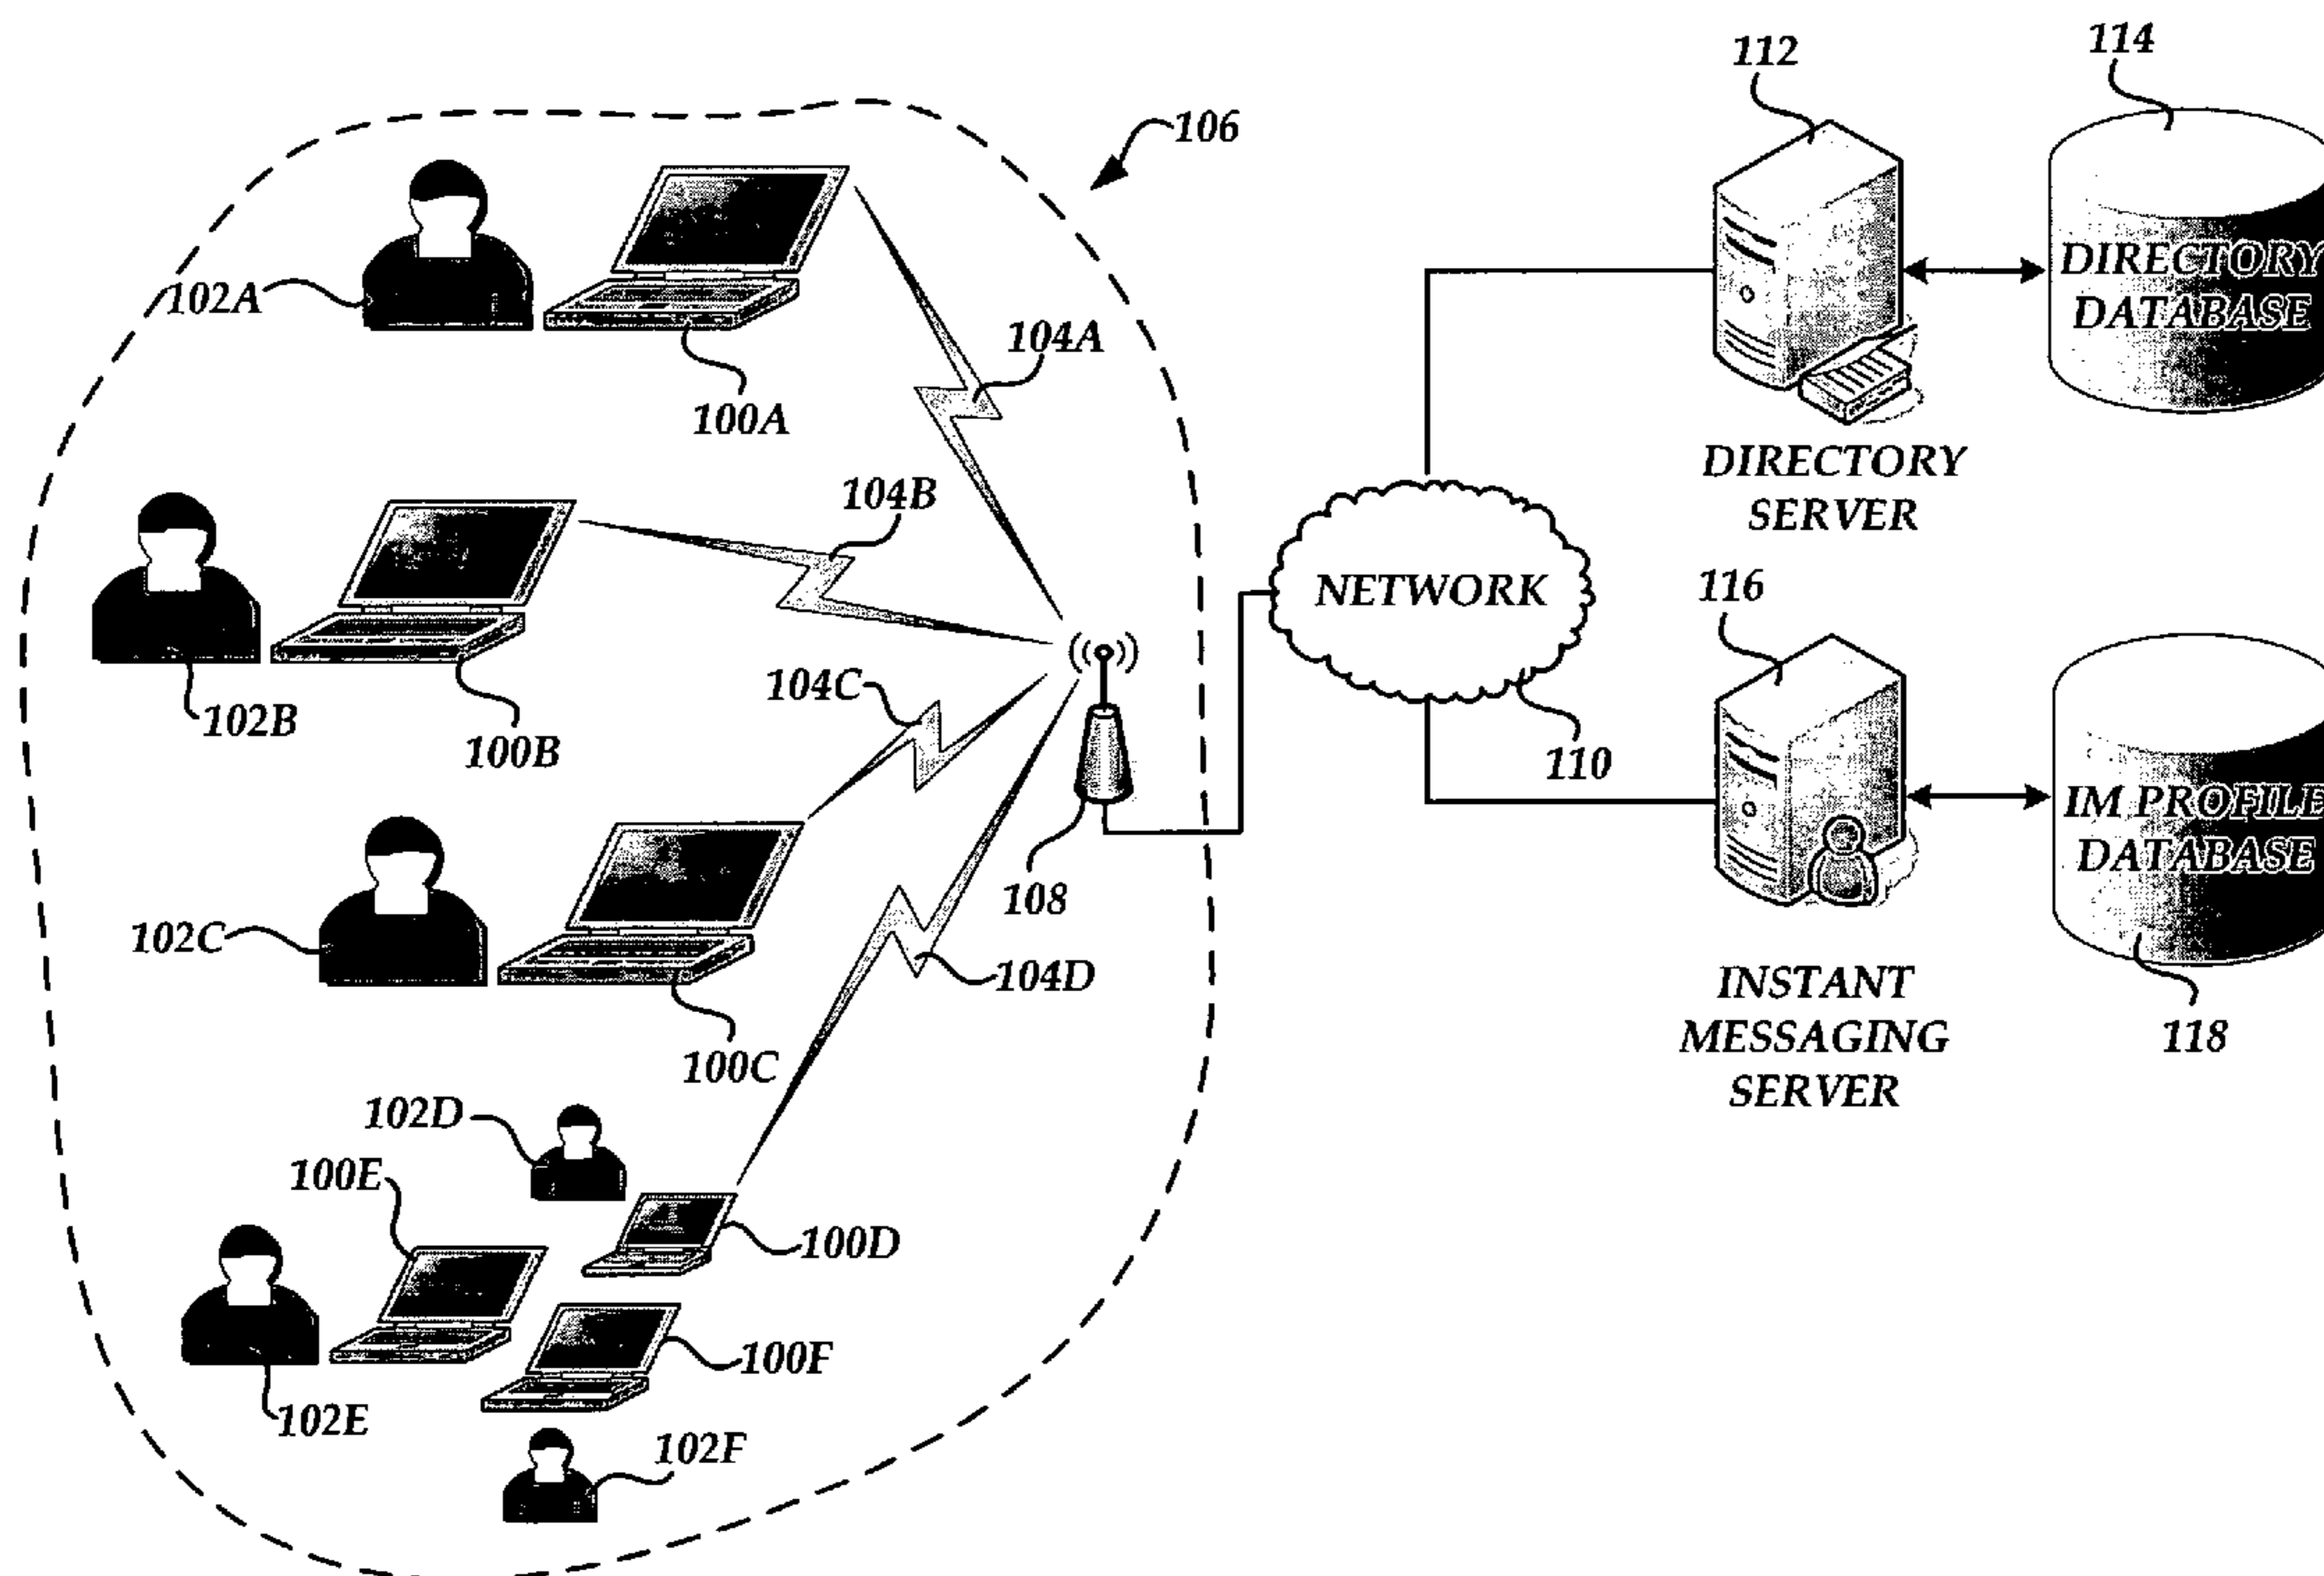 112
114
106
102A
104A
100A
DIRECTORY
DATABASE
DIRECTORY
SERVER
104B
102B
100B
NETWORK
110
116
104C
108
102C
104D
100C
IM PROFILE
DATABASE
118
INSTANT
MESSAGING
SERVER
102D
100E
100D
100F
102E
102F